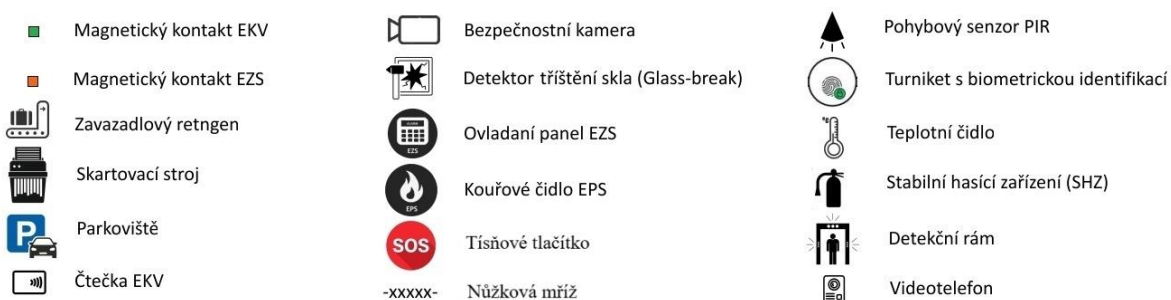 Magnetický kontakt EKV
Magnetický kontakt EZS
Zavazadlový retngen
Skartovací stroj
P
Parkoviště
Čtečka EKV
Bezpečnostní kamera
Detektor tříštění skla (Glass-break)
EZS
Ovladaní panel EZS
EPS
Kouřové čidlo EPS
SOS
Tísňové tlačítko
-xxxxx-
Nůžková mříž
Pohybový senzor PIR
Turniket s biometrickou identifikací
Teplotní čidlo
Stabilní hasící zařízení (SHZ)
Detekční rám
Videotelefon